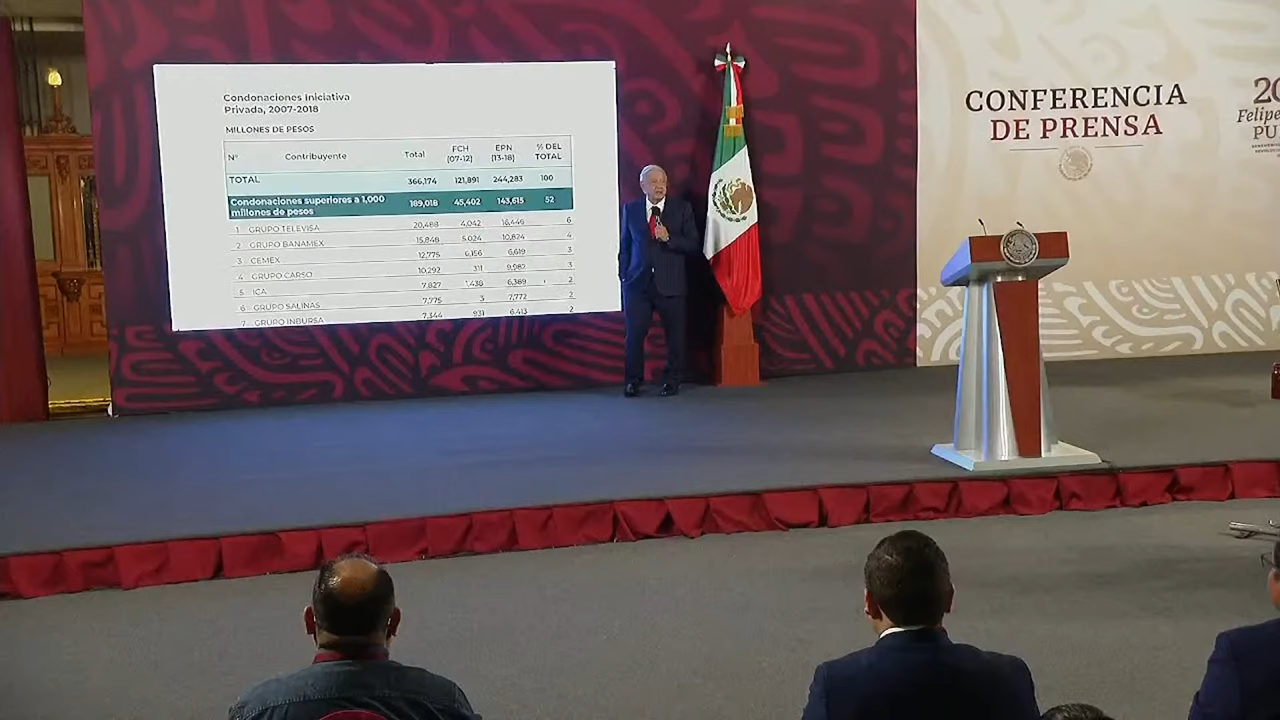 Condonaciones Iniciativa
Privada, 2007-2018
MILLONES DE PESOS
N° Contribuyente Total FCH (07-12) EPN (13-18) % DEL TOTAL
TOTAL 366,174 121,891 244,283 100
Condonaciones superiores a 1,000 millones de pesos 189,018 45,402 143,615 52
1 GRUPO TELEVISA 20,488 4,042 16,446 6
2 GRUPO BANAMEX 15,848 5,024 10,824 4
3 CEMEX 12,775 6,156 6,619 3
4 GRUPO CARSO 10,292 311 9,982 3
5 ICA 7,827 1,438 6,389 2
6 GRUPO SALINAS 7,775 3 7,772 2
7 GRUPO INBURSA 7,344 931 6,413 2
CONFERENCIA
DE PRENSA
20
Felipe
PU